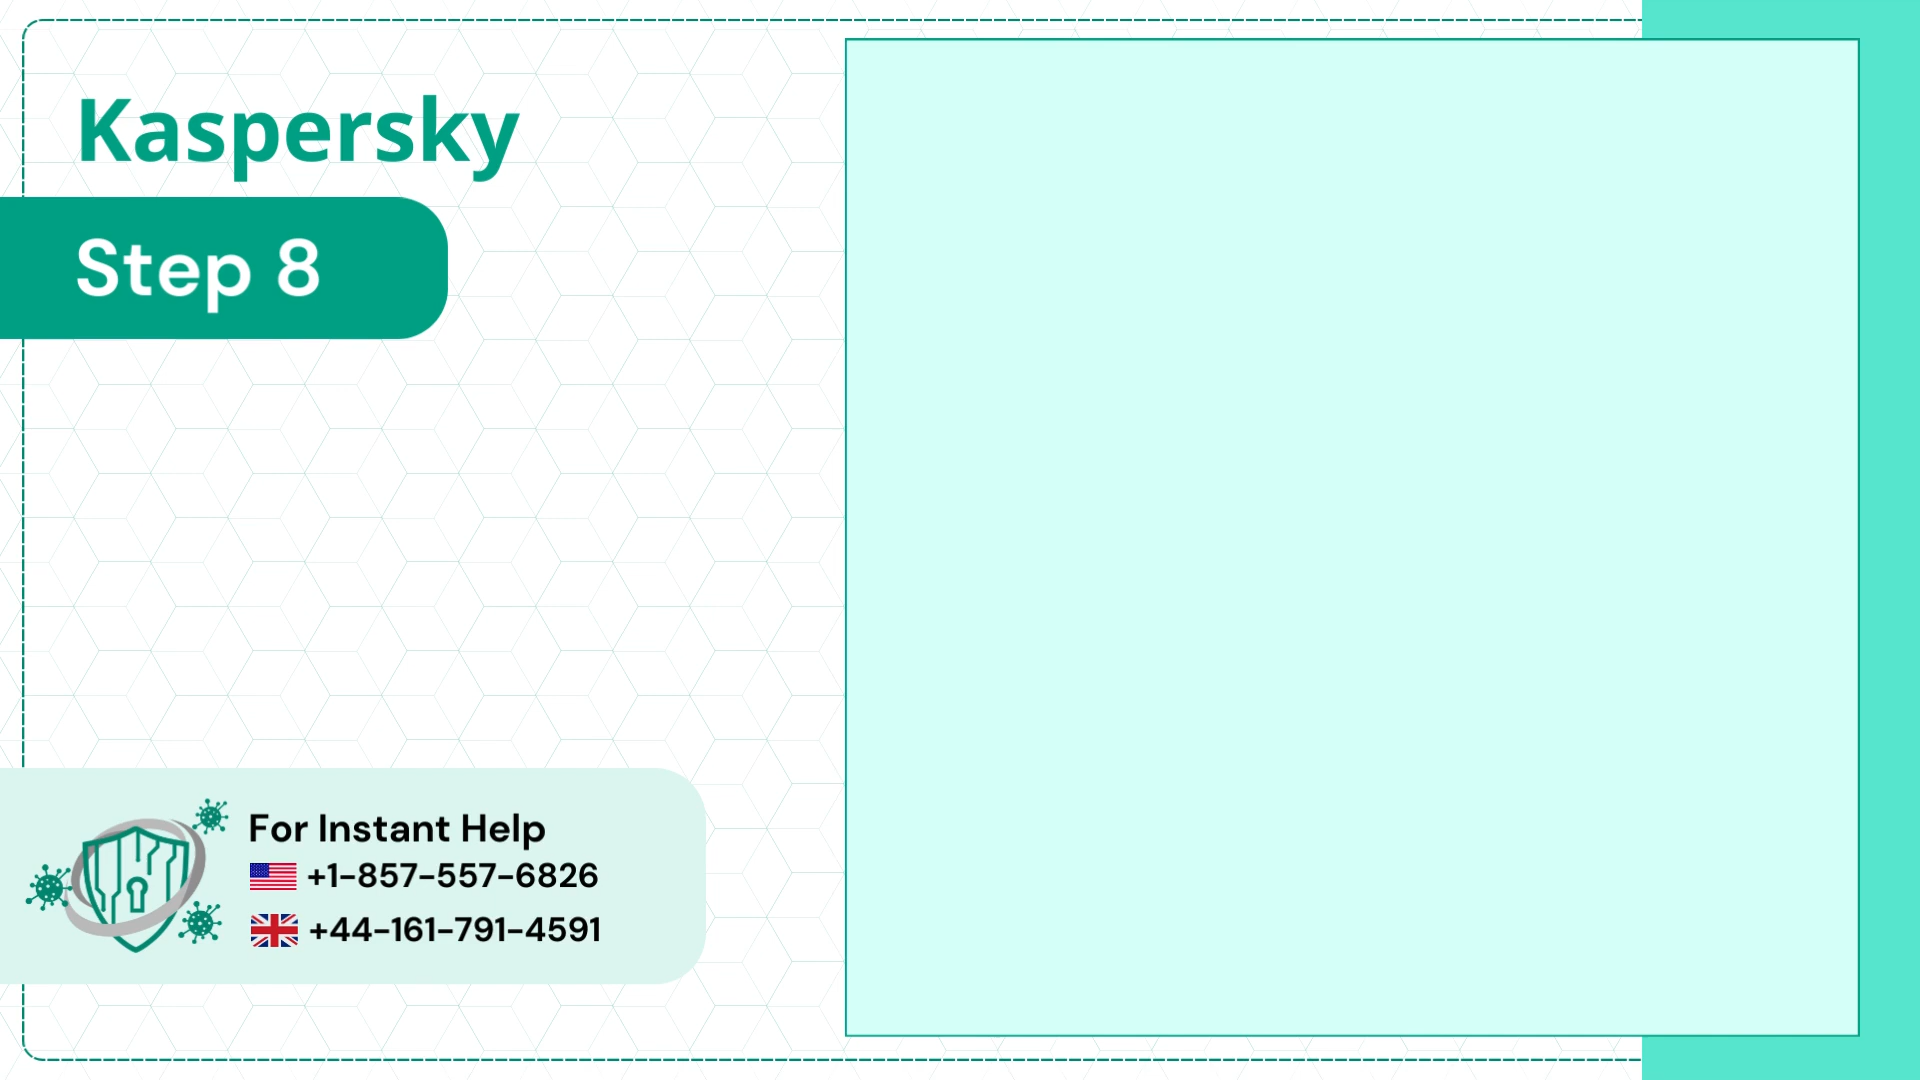 Kaspersky
Step 8
For Instant Help
+1-857-557-6826
+44-161-791-4591